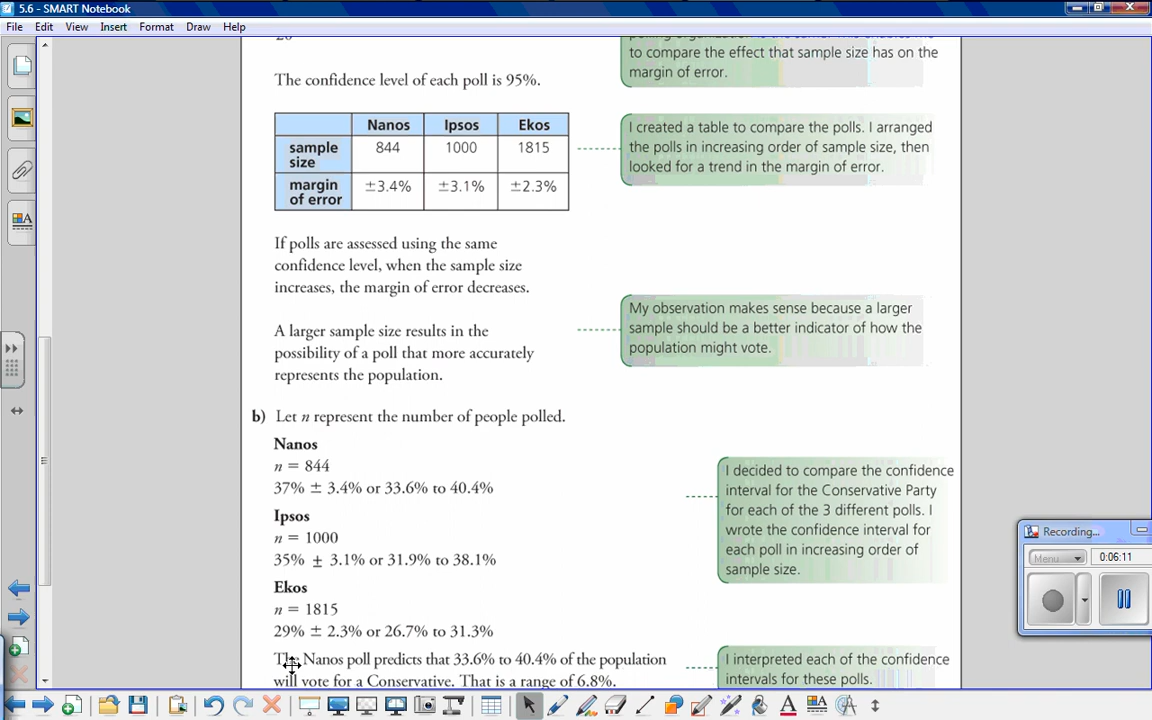 5.6 - SMART Notebook
File Edit View Insert Format Draw Help
to compare the effect that sample size has on the
margin of error.
The confidence level of each poll is 95%.
Nanos Ipsos Ekos
sample size 844 1000 1815
margin of error ±3.4% ±3.1% ±2.3%
I created a table to compare the polls. I arranged
the polls in increasing order of sample size, then
looked for a trend in the margin of error.
If polls are assessed using the same
confidence level, when the sample size
increases, the margin of error decreases.
A larger sample size results in the
possibility of a poll that more accurately
represents the population.
My observation makes sense because a larger
sample should be a better indicator of how the
population might vote.
b) Let n represent the number of people polled.
Nanos
n = 844
37% ± 3.4% or 33.6% to 40.4%
Ipsos
n = 1000
35% ± 3.1% or 31.9% to 38.1%
Ekos
n = 1815
29% ± 2.3% or 26.7% to 31.3%
I decided to compare the confidence
interval for the Conservative Party
for each of the 3 different polls. I
wrote the confidence interval for
each poll in increasing order of
sample size.
The Nanos poll predicts that 33.6% to 40.4% of the population
will vote for a Conservative. That is a range of 6.8%.
I interpreted each of the confidence
intervals for these polls.
Recording...
Menu 0:06:11